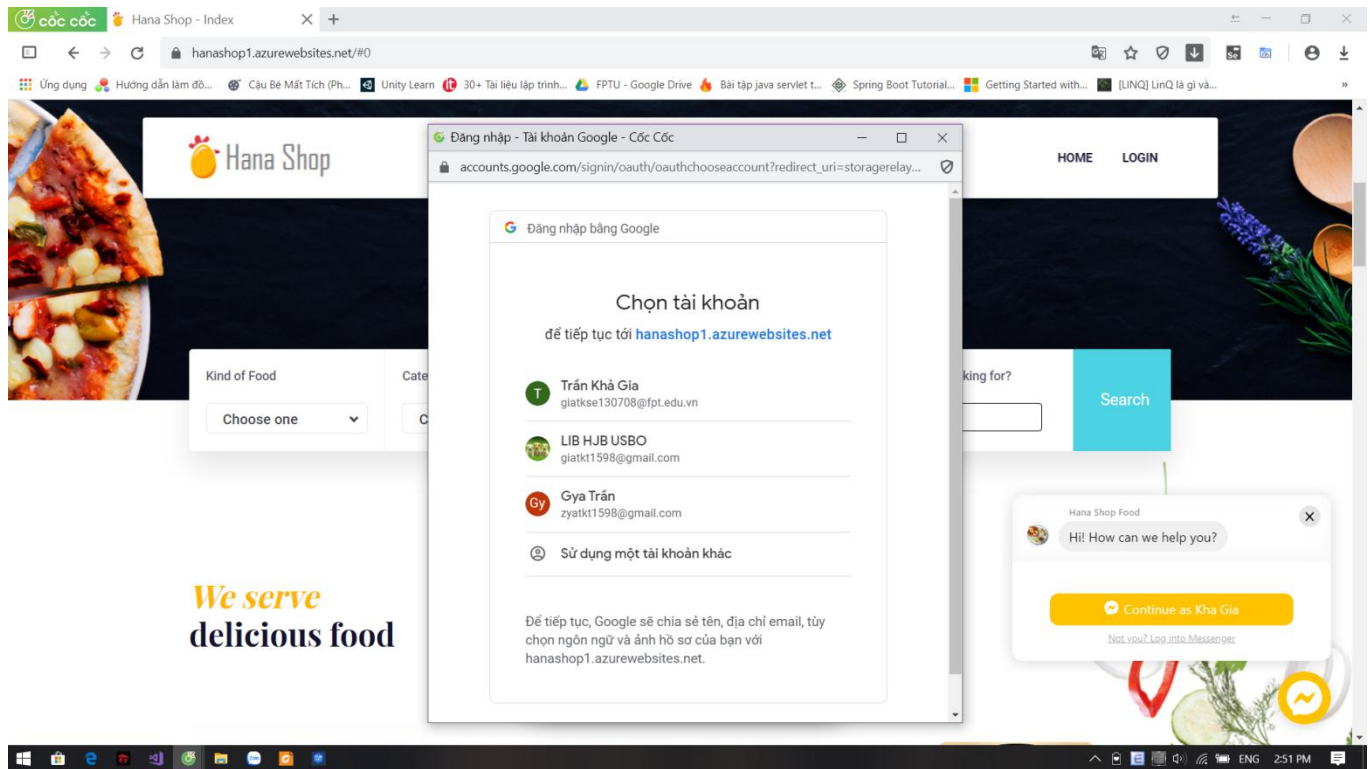 cốc cốc
Hana Shop - Index
hanashop1.azurewebsites.net/#0
Ứng dụng
Hướng dẫn làm đồ...
Cậu Bé Mất Tích (Ph...
Unity Learn
30+ Tài liệu lập trình...
FPTU - Google Drive
Bài tập java servlet t...
Spring Boot Tutorial...
Getting Started with...
[LINQ] LinQ là gì và...
»
Hana Shop
HOME
LOGIN
Đăng nhập - Tài khoản Google - Cốc Cốc
accounts.google.com/signin/oauth/oauthchooseaccount?redirect_uri=storagerelay...
Đăng nhập bằng Google
Chọn tài khoản
để tiếp tục tới hanashop1.azurewebsites.net
Trần Khả Gia
giatkse130708@fpt.edu.vn
LIB HJB USBO
giatkt1598@gmail.com
Gy
Gya Trần
zyatkt1598@gmail.com
Sử dụng một tài khoản khác
Để tiếp tục, Google sẽ chia sẻ tên, địa chỉ email, tùy
chọn ngôn ngữ và ảnh hồ sơ của bạn với
hanashop1.azurewebsites.net.
Kind of Food
Cate
king for?
Choose one
C
Search
We serve
delicious food
Hana Shop Food
Hi! How can we help you?
Continue as Kha Gia
Not you? Log into Messenger
ENG
2:51 PM